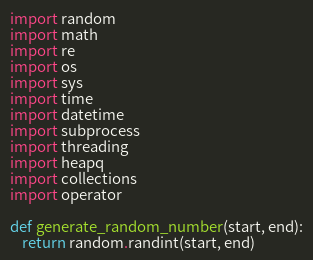 import random
import math
import re
import os
import sys
import time
import datetime
import subprocess
import threading
import heapq
import collections
import operator

def generate_random_number(start, end):
   return random.randint(start, end)